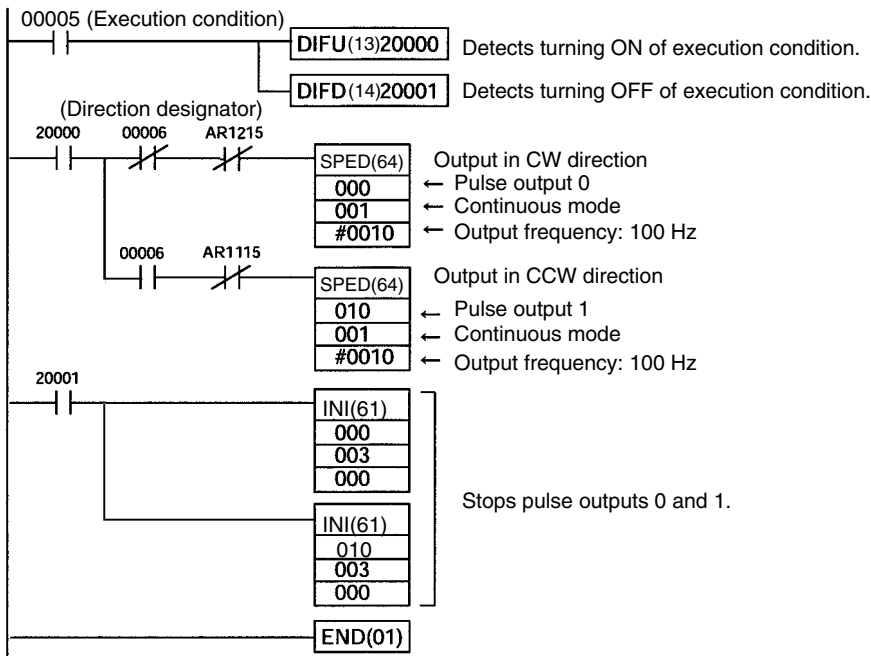 00005 (Execution condition)
DIFU(13)20000 Detects turning ON of execution condition.
DIFD(14)20001 Detects turning OFF of execution condition.
(Direction designator)
20000 00006 AR1215
SPED(64) Output in CW direction
000 ← Pulse output 0
001 ← Continuous mode
#0010 ← Output frequency: 100 Hz
00006 AR1115
SPED(64) Output in CCW direction
010 ← Pulse output 1
001 ← Continuous mode
#0010 ← Output frequency: 100 Hz
20001
INI(61)
000
003
000
Stops pulse outputs 0 and 1.
INI(61)
010
003
000
END(01)